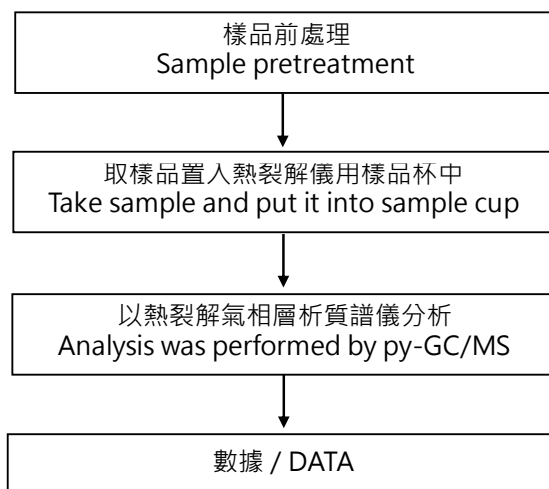 樣品前處理
Sample pretreatment
取樣品置入熱裂解儀用樣品杯中
Take sample and put it into sample cup
以熱裂解氣相層析質譜儀分析
Analysis was performed by py-GC/MS
數據 / DATA